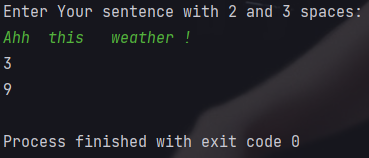 Enter Your sentence with 2 and 3 spaces:
Ahh  this   weather !
3
9
Process finished with exit code 0